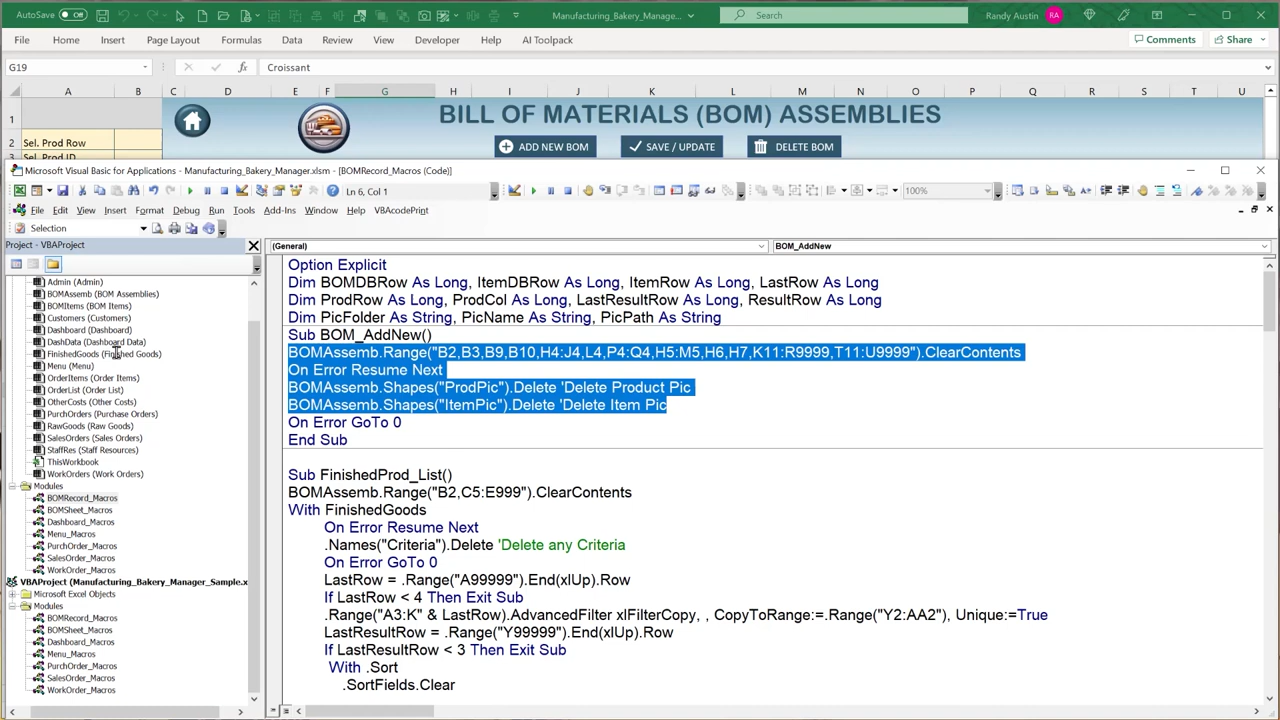 AutoSave Off
Manufacturing_Bakery_Manage...
Search
Randy Austin RA
File Home Insert Page Layout Formulas Data Review View Developer Help AI Toolpack
Comments Share
G19 fx Croissant
A B C D E F G H I J K L M N O P Q R S T U
1 BILL OF MATERIALS (BOM) ASSEMBLIES
2 Sel. Prod Row ADD NEW BOM SAVE / UPDATE DELETE BOM
3 Sel. Prod ID
Microsoft Visual Basic for Applications - Manufacturing_Bakery_Manager.xlsm - [BOMRecord_Macros (Code)]
Ln 6, Col 1 100%
File Edit View Insert Format Debug Run Tools Add-Ins Window Help VBAcodePrint
Selection
Project - VBAProject
(General) BOM_AddNew
Admin (Admin)
BOMAssemb (BOM Assemblies)
BOMItems (BOM Items)
Customers (Customers)
Dashboard (Dashboard)
DashData (Dashboard Data)
FinishedGoods (Finished Goods)
Menu (Menu)
OrderItems (Order Items)
OrderList (Order List)
OtherCosts (Other Costs)
PurchOrders (Purchase Orders)
RawGoods (Raw Goods)
SalesOrders (Sales Orders)
StaffRes (Staff Resources)
ThisWorkbook
WorkOrders (Work Orders)
Modules
BOMRecord_Macros
BOMSheet_Macros
Dashboard_Macros
Menu_Macros
PurchOrder_Macros
SalesOrder_Macros
WorkOrder_Macros
VBAProject (Manufacturing_Bakery_Manager_Sample.x
Microsoft Excel Objects
Modules
BOMRecord_Macros
BOMSheet_Macros
Dashboard_Macros
Menu_Macros
PurchOrder_Macros
SalesOrder_Macros
WorkOrder_Macros
Option Explicit
Dim BOMDBRow As Long, ItemDBRow As Long, ItemRow As Long, LastRow As Long
Dim ProdRow As Long, ProdCol As Long, LastResultRow As Long, ResultRow As Long
Dim PicFolder As String, PicName As String, PicPath As String
Sub BOM_AddNew()
BOMAssemb.Range("B2,B3,B9,B10,H4:J4,L4,P4:Q4,H5:M5,H6,H7,K11:R9999,T11:U9999").ClearContents
On Error Resume Next
BOMAssemb.Shapes("ProdPic").Delete 'Delete Product Pic
BOMAssemb.Shapes("ItemPic").Delete 'Delete Item Pic
On Error GoTo 0
End Sub
Sub FinishedProd_List()
BOMAssemb.Range("B2,C5:E999").ClearContents
With FinishedGoods
On Error Resume Next
.Names("Criteria").Delete 'Delete any Criteria
On Error GoTo 0
LastRow = .Range("A99999").End(xlUp).Row
If LastRow < 4 Then Exit Sub
.Range("A3:K" & LastRow).AdvancedFilter xlFilterCopy, , CopyToRange:=.Range("Y2:AA2"), Unique:=True
LastResultRow = .Range("Y99999").End(xlUp).Row
If LastResultRow < 3 Then Exit Sub
With .Sort
.SortFields.Clear